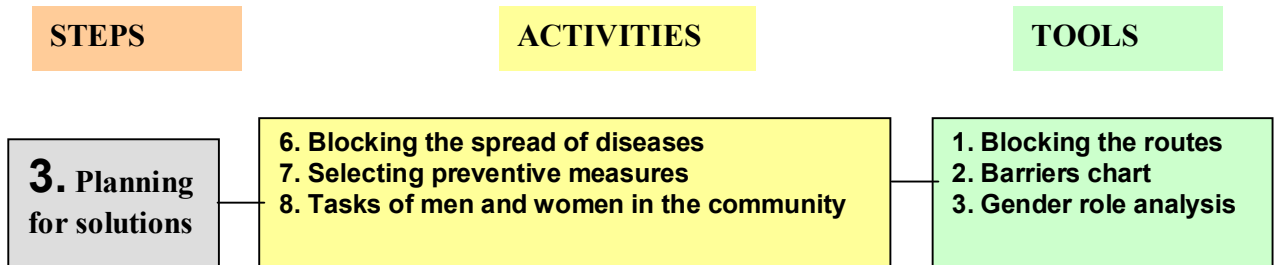 STEPS
ACTIVITIES
TOOLS
3. Planning
for solutions
6. Blocking the spread of diseases
7. Selecting preventive measures
8. Tasks of men and women in the community
1. Blocking the routes
2. Barriers chart
3. Gender role analysis